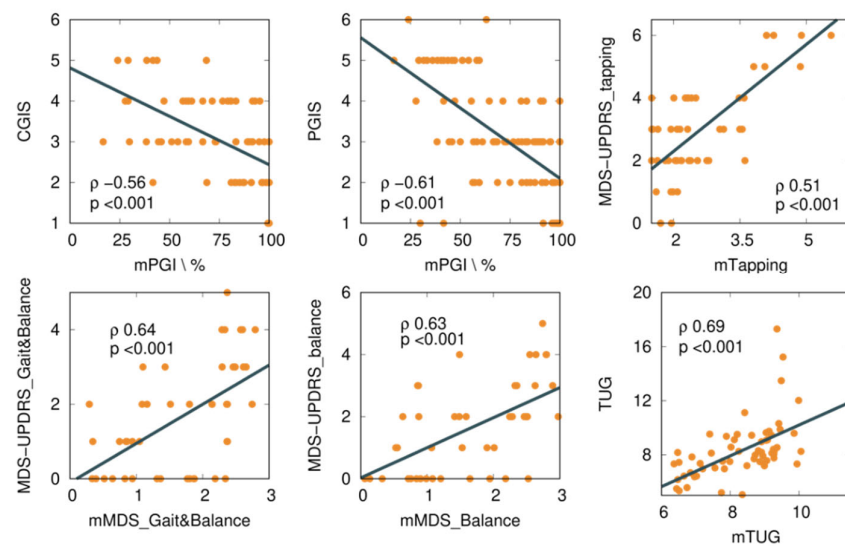 6
5
4
3
2
1
CGIS
ρ −0.56
p <0.001
0 25 50 75 100
mPGI \ %
6
5
4
3
2
1
PGIS
ρ −0.61
p <0.001
0 25 50 75 100
mPGI \ %
6
4
2
0
MDS−UPDRS_tapping
ρ 0.51
p <0.001
2 3.5 5
mTapping
4
2
0
MDS−UPDRS_Gait&Balance
ρ 0.64
p <0.001
0 1 2 3
mMDS_Gait&Balance
6
4
2
0
MDS−UPDRS_balance
ρ 0.63
p <0.001
0 1 2 3
mMDS_Balance
20
16
12
8
4
TUG
ρ 0.69
p <0.001
6 8 10
mTUG